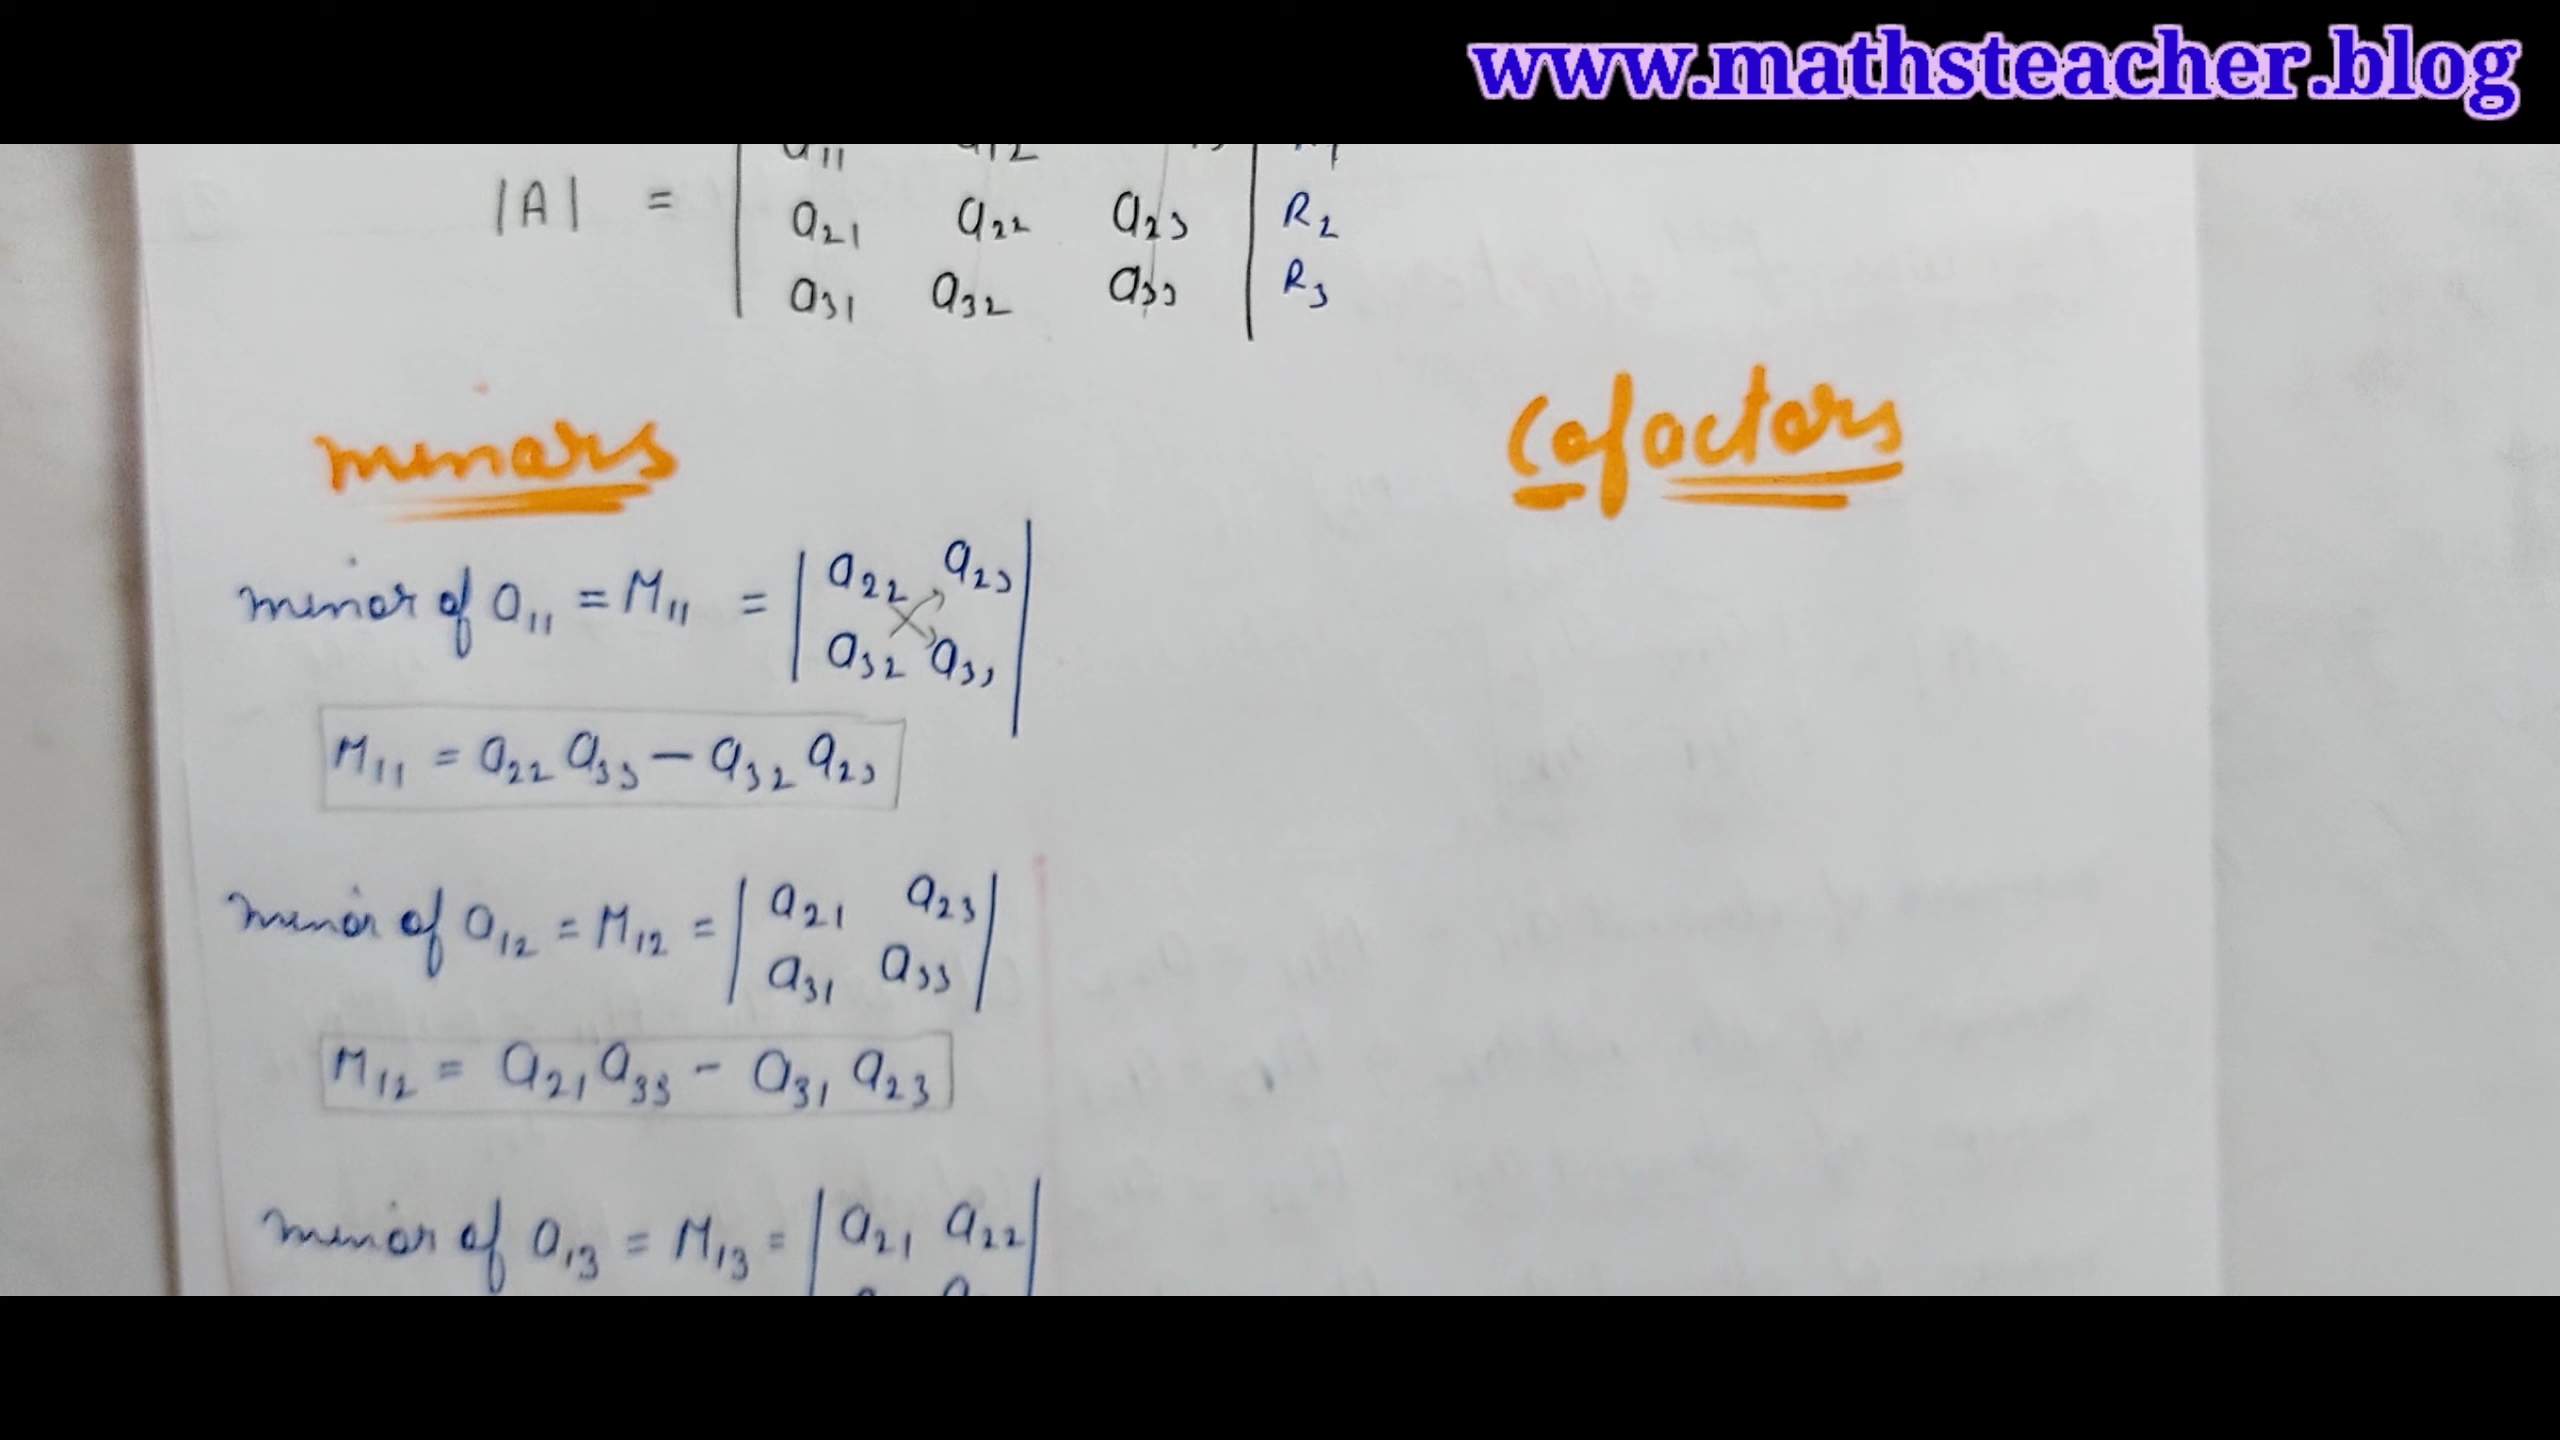 www.mathsteacher.blog
a11 a12
|A| = | a21 a22 a23 | R2
a31 a32 a33 | R3
minors
Cofactors
minor of a11 = M11 = | a22 a23 |
a32 a33
M11 = a22 a33 - a32 a23
minor of a12 = M12 = | a21 a23 |
a31 a33
M12 = a21 a33 - a31 a23
minor of a13 = M13 = | a21 a22 |